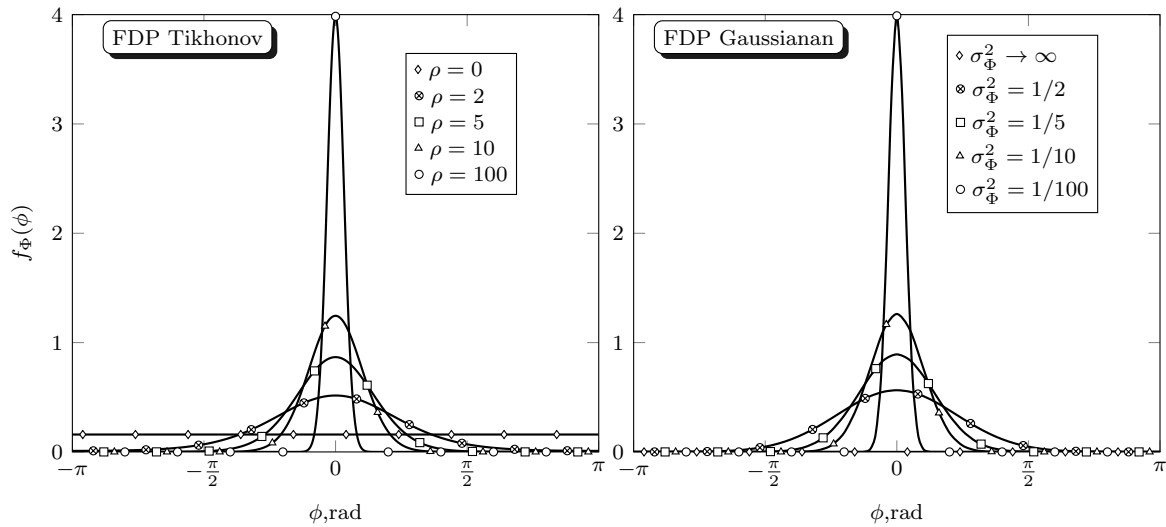 FDP Tikhonov
ρ = 0
ρ = 2
ρ = 5
ρ = 10
ρ = 100
4
3
2
1
0
f_Φ(ϕ)
−π
−π/2
0
π/2
π
ϕ,rad
FDP Gaussianan
σ²_Φ → ∞
σ²_Φ = 1/2
σ²_Φ = 1/5
σ²_Φ = 1/10
σ²_Φ = 1/100
4
3
2
1
0
−π
−π/2
0
π/2
π
ϕ,rad